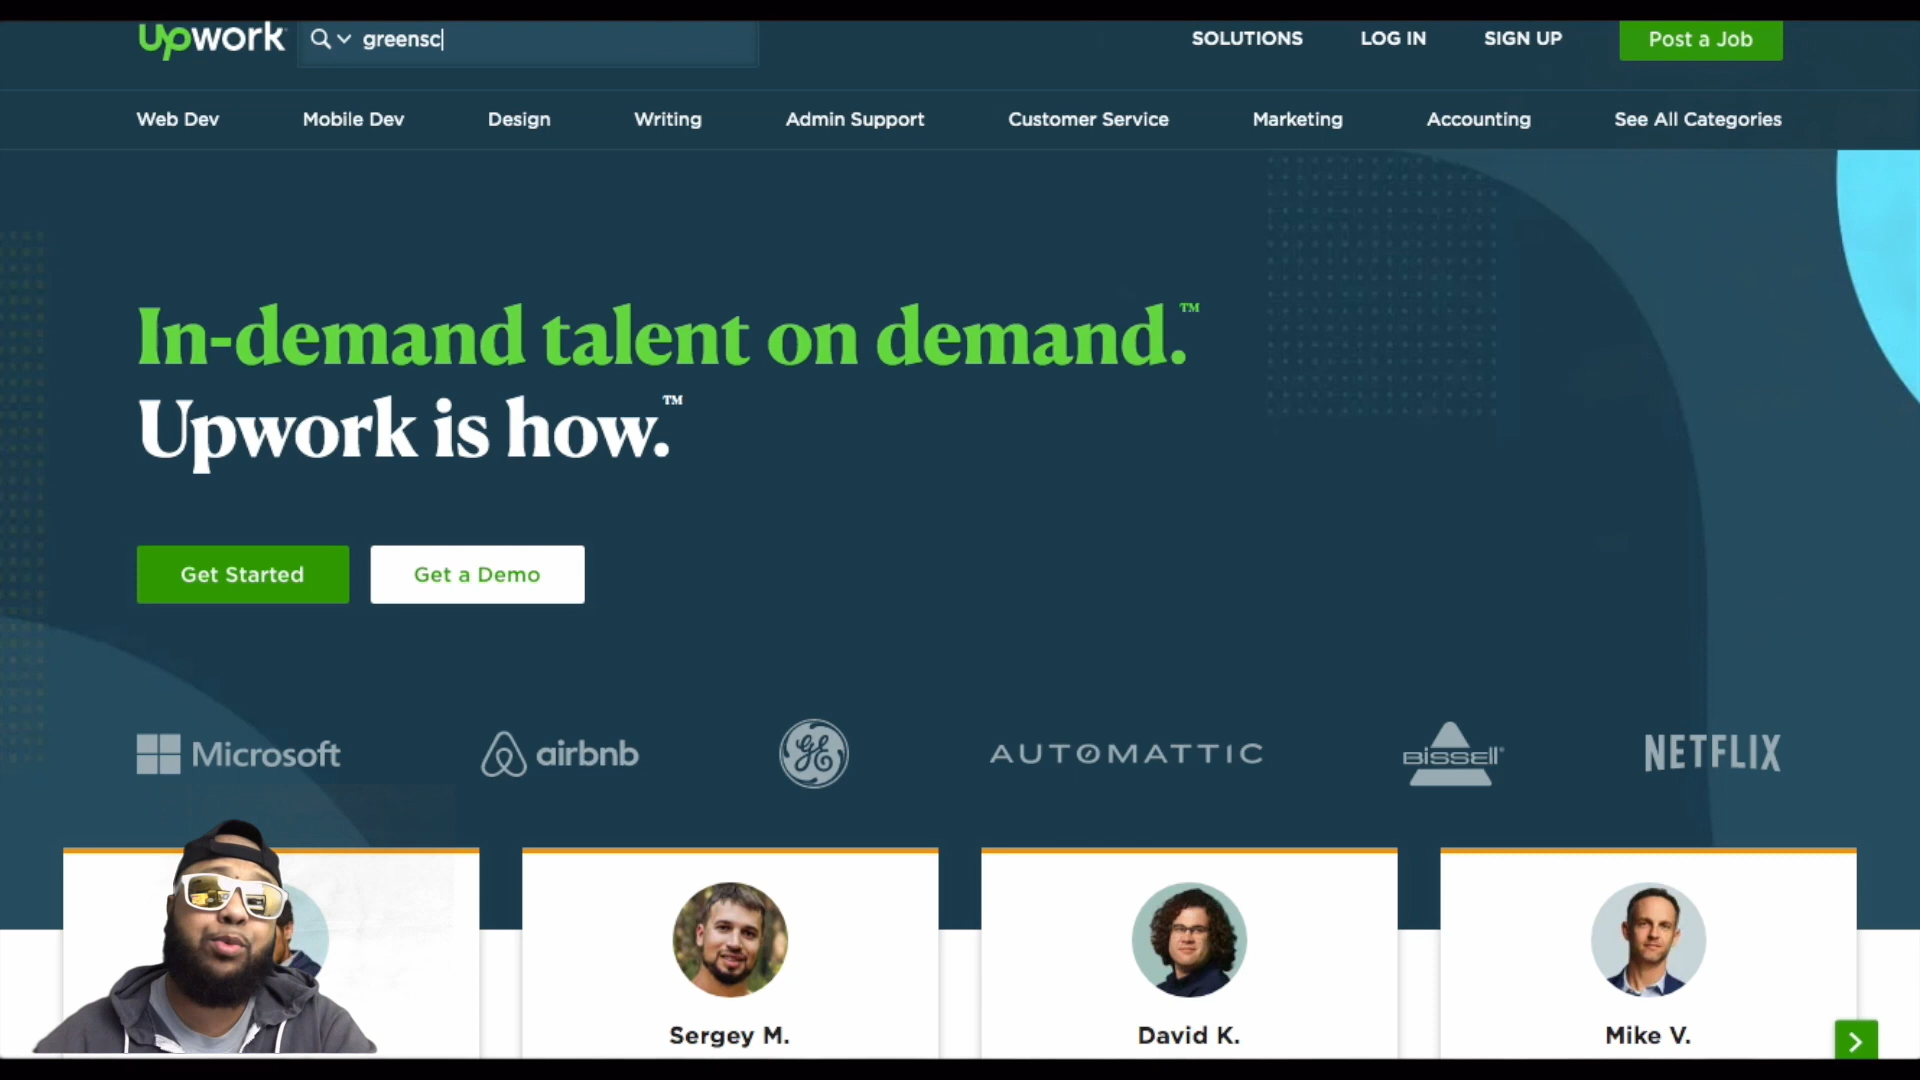 Upwork
greensc
SOLUTIONS
LOG IN
SIGN UP
Post a Job
Web Dev
Mobile Dev
Design
Writing
Admin Support
Customer Service
Marketing
Accounting
See All Categories
In-demand talent on demand.™
Upwork is how.™
Get Started
Get a Demo
Microsoft
airbnb
GE
AUTOMATTIC
BISSELL®
NETFLIX
Sergey M.
David K.
Mike V.